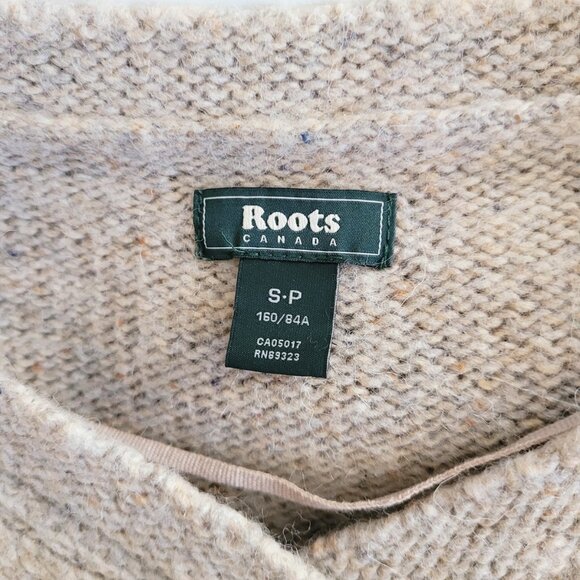 Roots
CANADA
S•P
160/84A
CA05017
RN69323